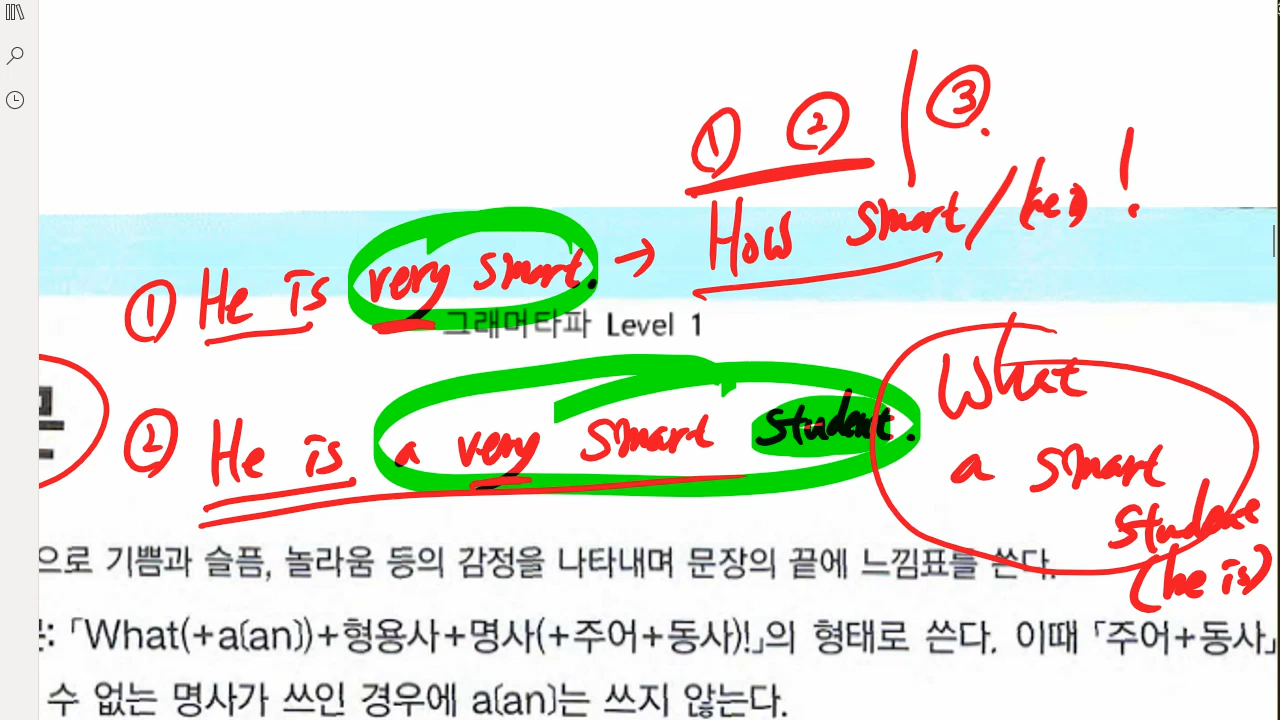 ① ② ③.
① He is very smart. → How smart / (he is) !
그래머타파 Level 1
② He is a very smart student.
What
a smart
student
(he is)
으로 기쁨과 슬픔, 놀라움 등의 감정을 나타내며 문장의 끝에 느낌표를 쓴다.
: 「What(+a(an))+형용사+명사(+주어+동사)!」의 형태로 쓴다. 이때 「주어+동사」
수 없는 명사가 쓰인 경우에 a(an)는 쓰지 않는다.